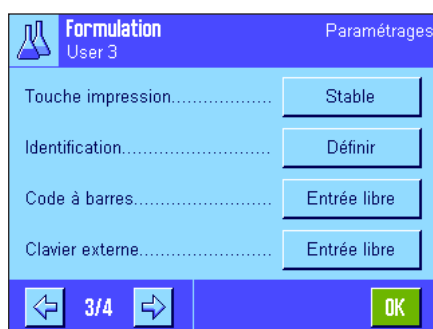 Formulation Paramétrages
User 3
Touche impression................... Stable
Identification........................... Définir
Code à barres......................... Entrée libre
Clavier externe........................ Entrée libre
3/4 OK